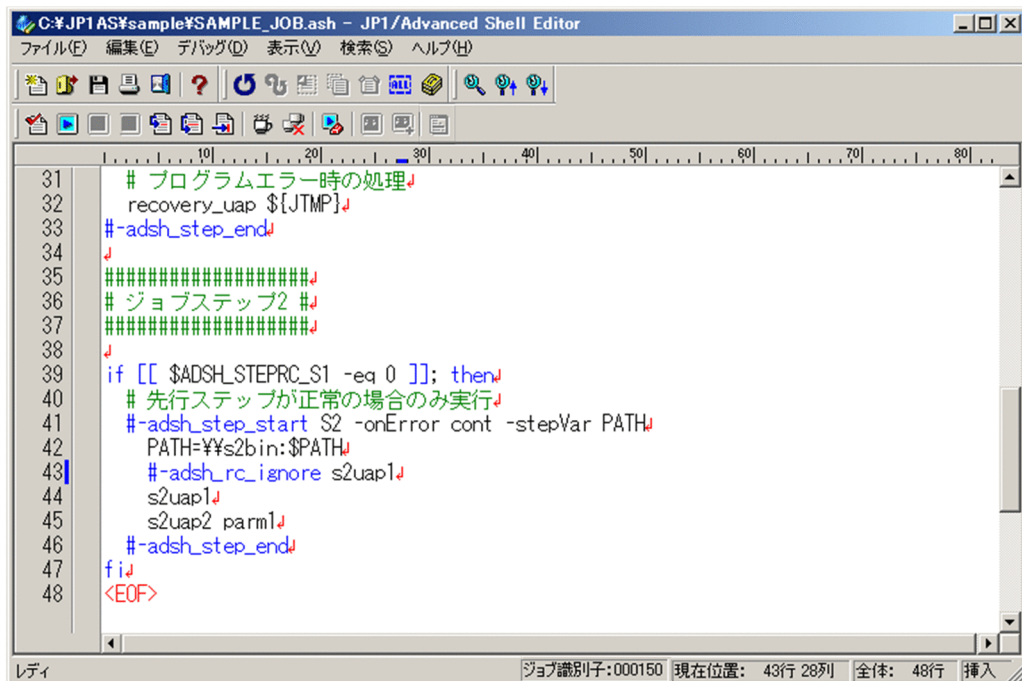 C:¥JP1AS¥sample¥SAMPLE_JOB.ash - JP1/Advanced Shell Editor
ファイル(F) 編集(E) デバッグ(D) 表示(V) 検索(S) ヘルプ(H)
ALL
10 20 30 40 50 60 70 80
31 # プログラムエラー時の処理
32 recovery_uap ${JTMP}
33 #-adsh_step_end
34
35 ###################
36 # ジョブステップ2 #
37 ###################
38
39 if [[ $ADSH_STEPRC_S1 -eq 0 ]]; then
40 # 先行ステップが正常の場合のみ実行
41 #-adsh_step_start S2 -onError cont -stepVar PATH
42 PATH=¥¥s2bin:$PATH
43 #-adsh_rc_ignore s2uap1
44 s2uap1
45 s2uap2 parm1
46 #-adsh_step_end
47 fi
48 <EOF>
レディ ジョブ識別子:000150 現在位置: 43行 28列 全体: 48行 挿入